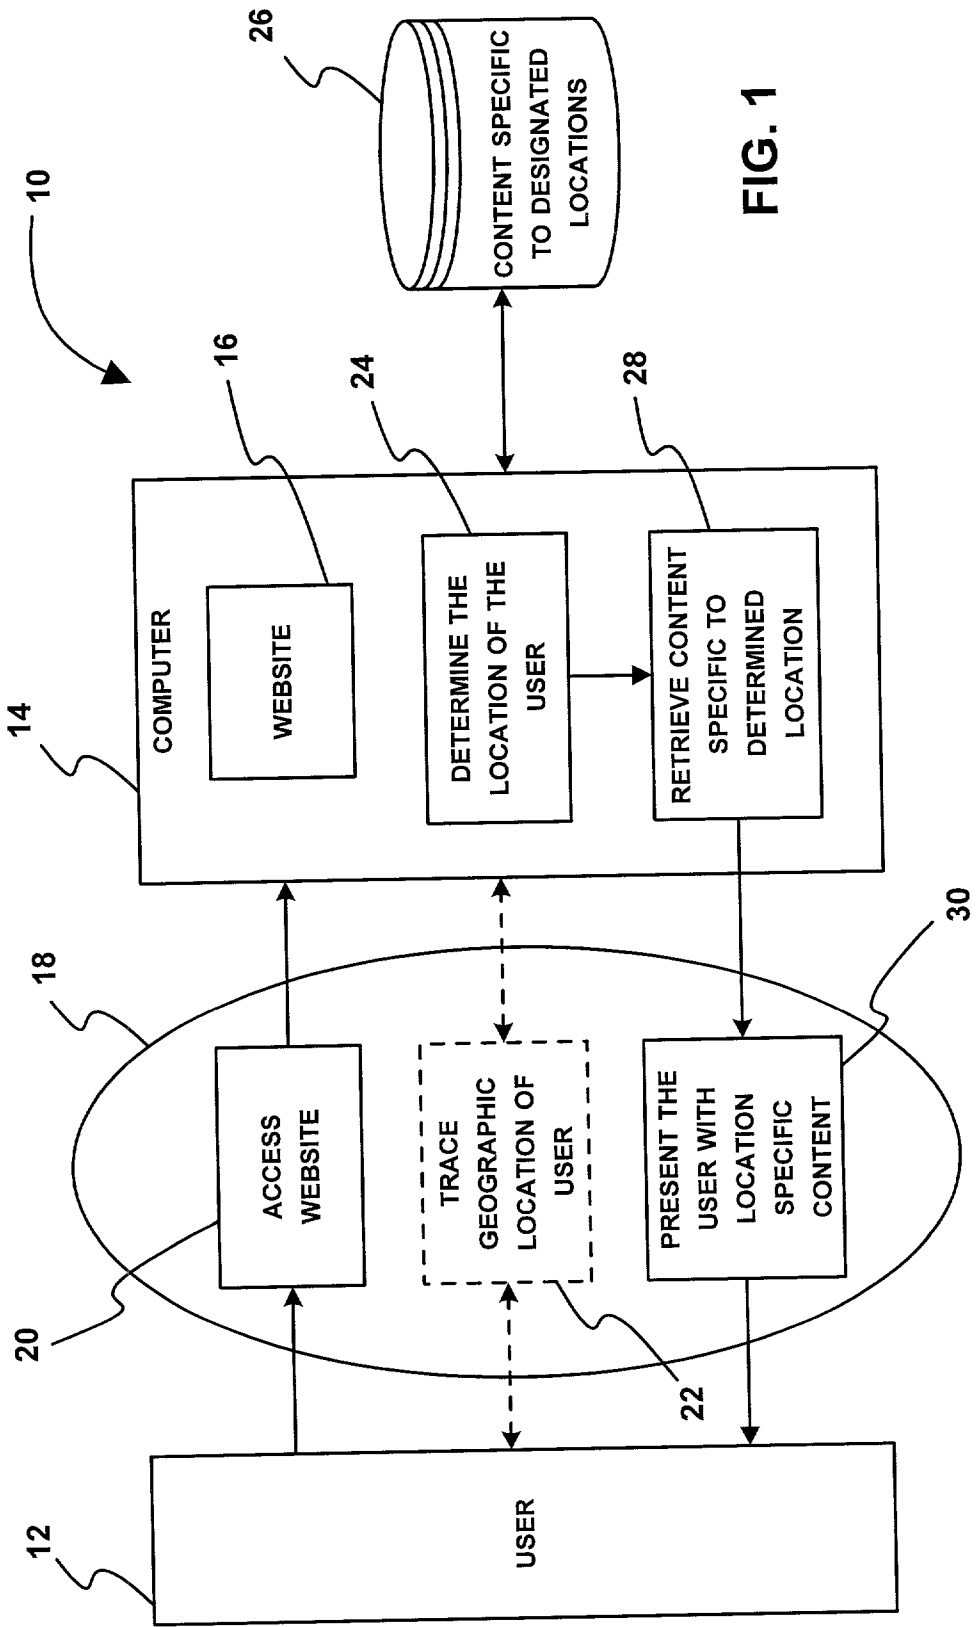 10
12
USER
18
20
ACCESS
WEBSITE
22
TRACE
GEOGRAPHIC
LOCATION OF
USER
30
PRESENT THE
USER WITH
LOCATION
SPECIFIC
CONTENT
14
COMPUTER
16
WEBSITE
24
DETERMINE THE
LOCATION OF THE
USER
28
RETRIEVE CONTENT
SPECIFIC TO
DETERMINED
LOCATION
26
CONTENT SPECIFIC
TO DESIGNATED
LOCATIONS
FIG. 1